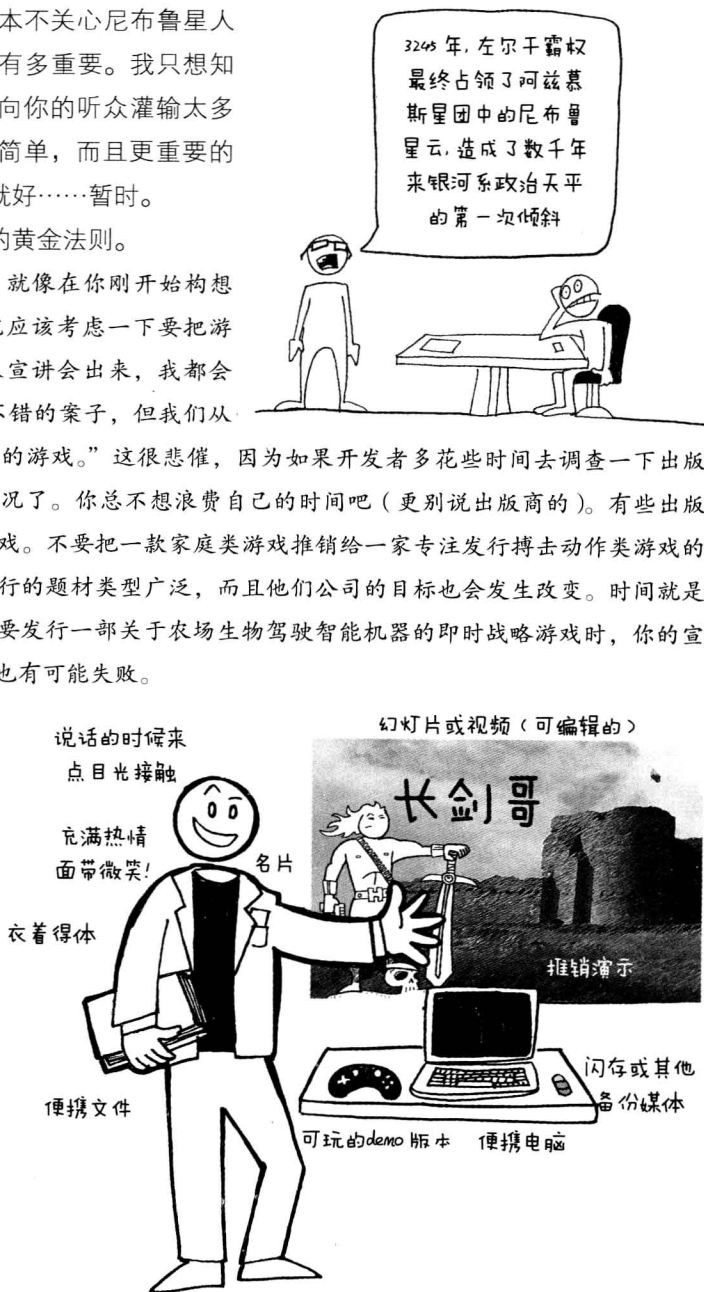 本不关心尼布鲁星人
有多重要。我只想知
向你的听众灌输太多
简单，而且更重要的
就好……暂时。
的黄金法则。
就像在你刚开始构想
应该考虑一下要把游
宣讲会出来，我都会
不错的案子，但我们从
3245年,左尔干霸权
最终占领了阿兹慕
斯星团中的尼布鲁
星云,造成了数千年
来银河系政治天平
的第一次倾斜
的游戏。”这很悲催，因为如果开发者多花些时间去调查一下出版
况了。你总不想浪费自己的时间吧（更别说出版商的）。有些出版
戏。不要把一款家庭类游戏推销给一家专注发行搏击动作类游戏的
行的题材类型广泛，而且他们公司的目标也会发生改变。时间就是
要发行一部关于农场生物驾驶智能机器的即时战略游戏时，你的宣
也有可能失败。
说话的时候来
点目光接触
充满热情
面带微笑!
名片
衣着得体
便携文件
幻灯片或视频（可编辑的）
长剑哥
推销演示
闪存或其他
备份媒体
可玩的demo版本
便携电脑